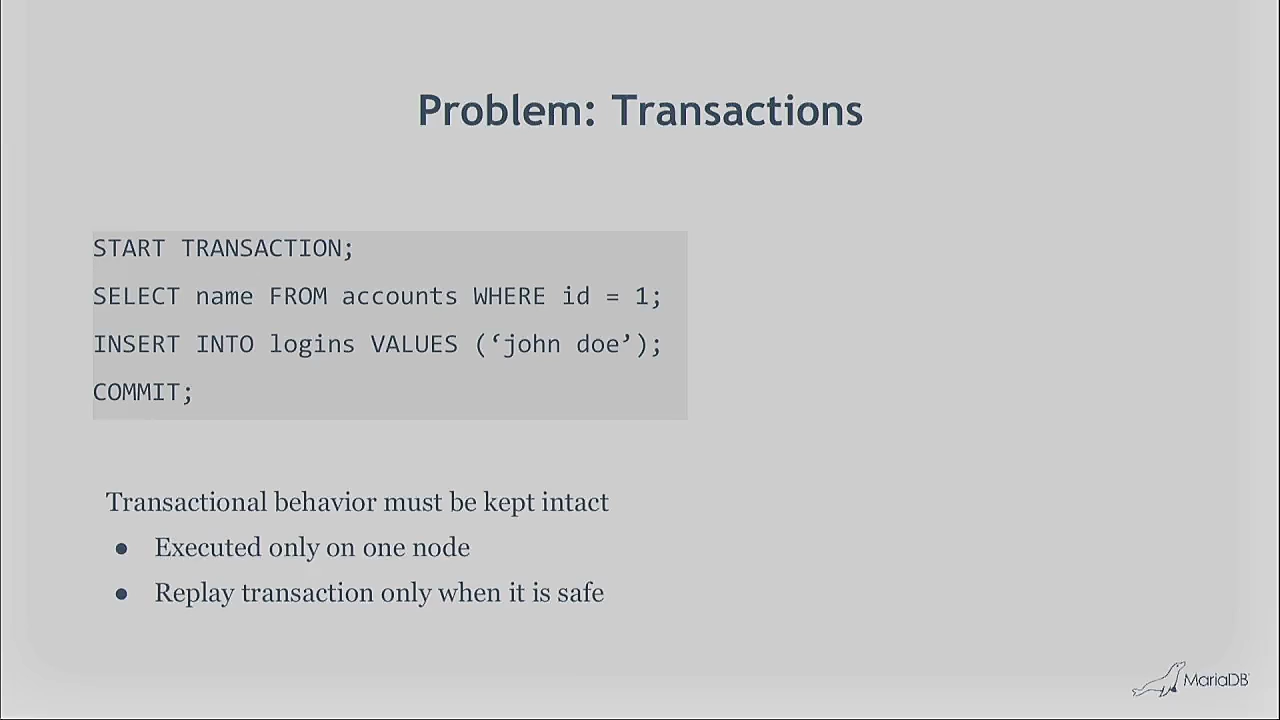 Problem: Transactions
START TRANSACTION;
SELECT name FROM accounts WHERE id = 1;
INSERT INTO logins VALUES (‘john doe’);
COMMIT;
Transactional behavior must be kept intact
● Executed only on one node
● Replay transaction only when it is safe
MariaDB